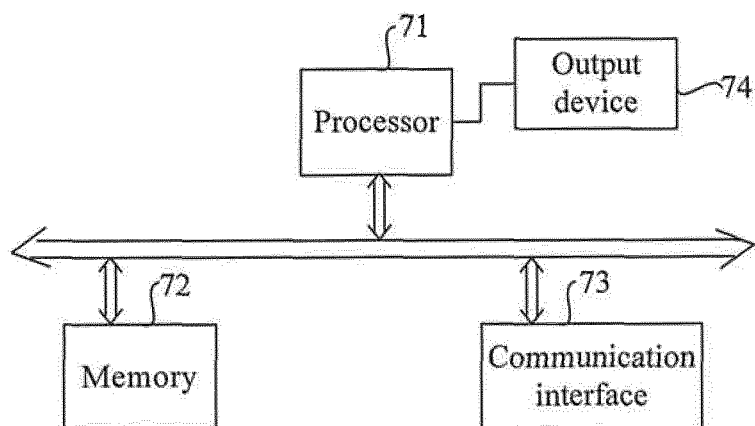 71
Output
device
74
Processor
72
73
Memory
Communication
interface